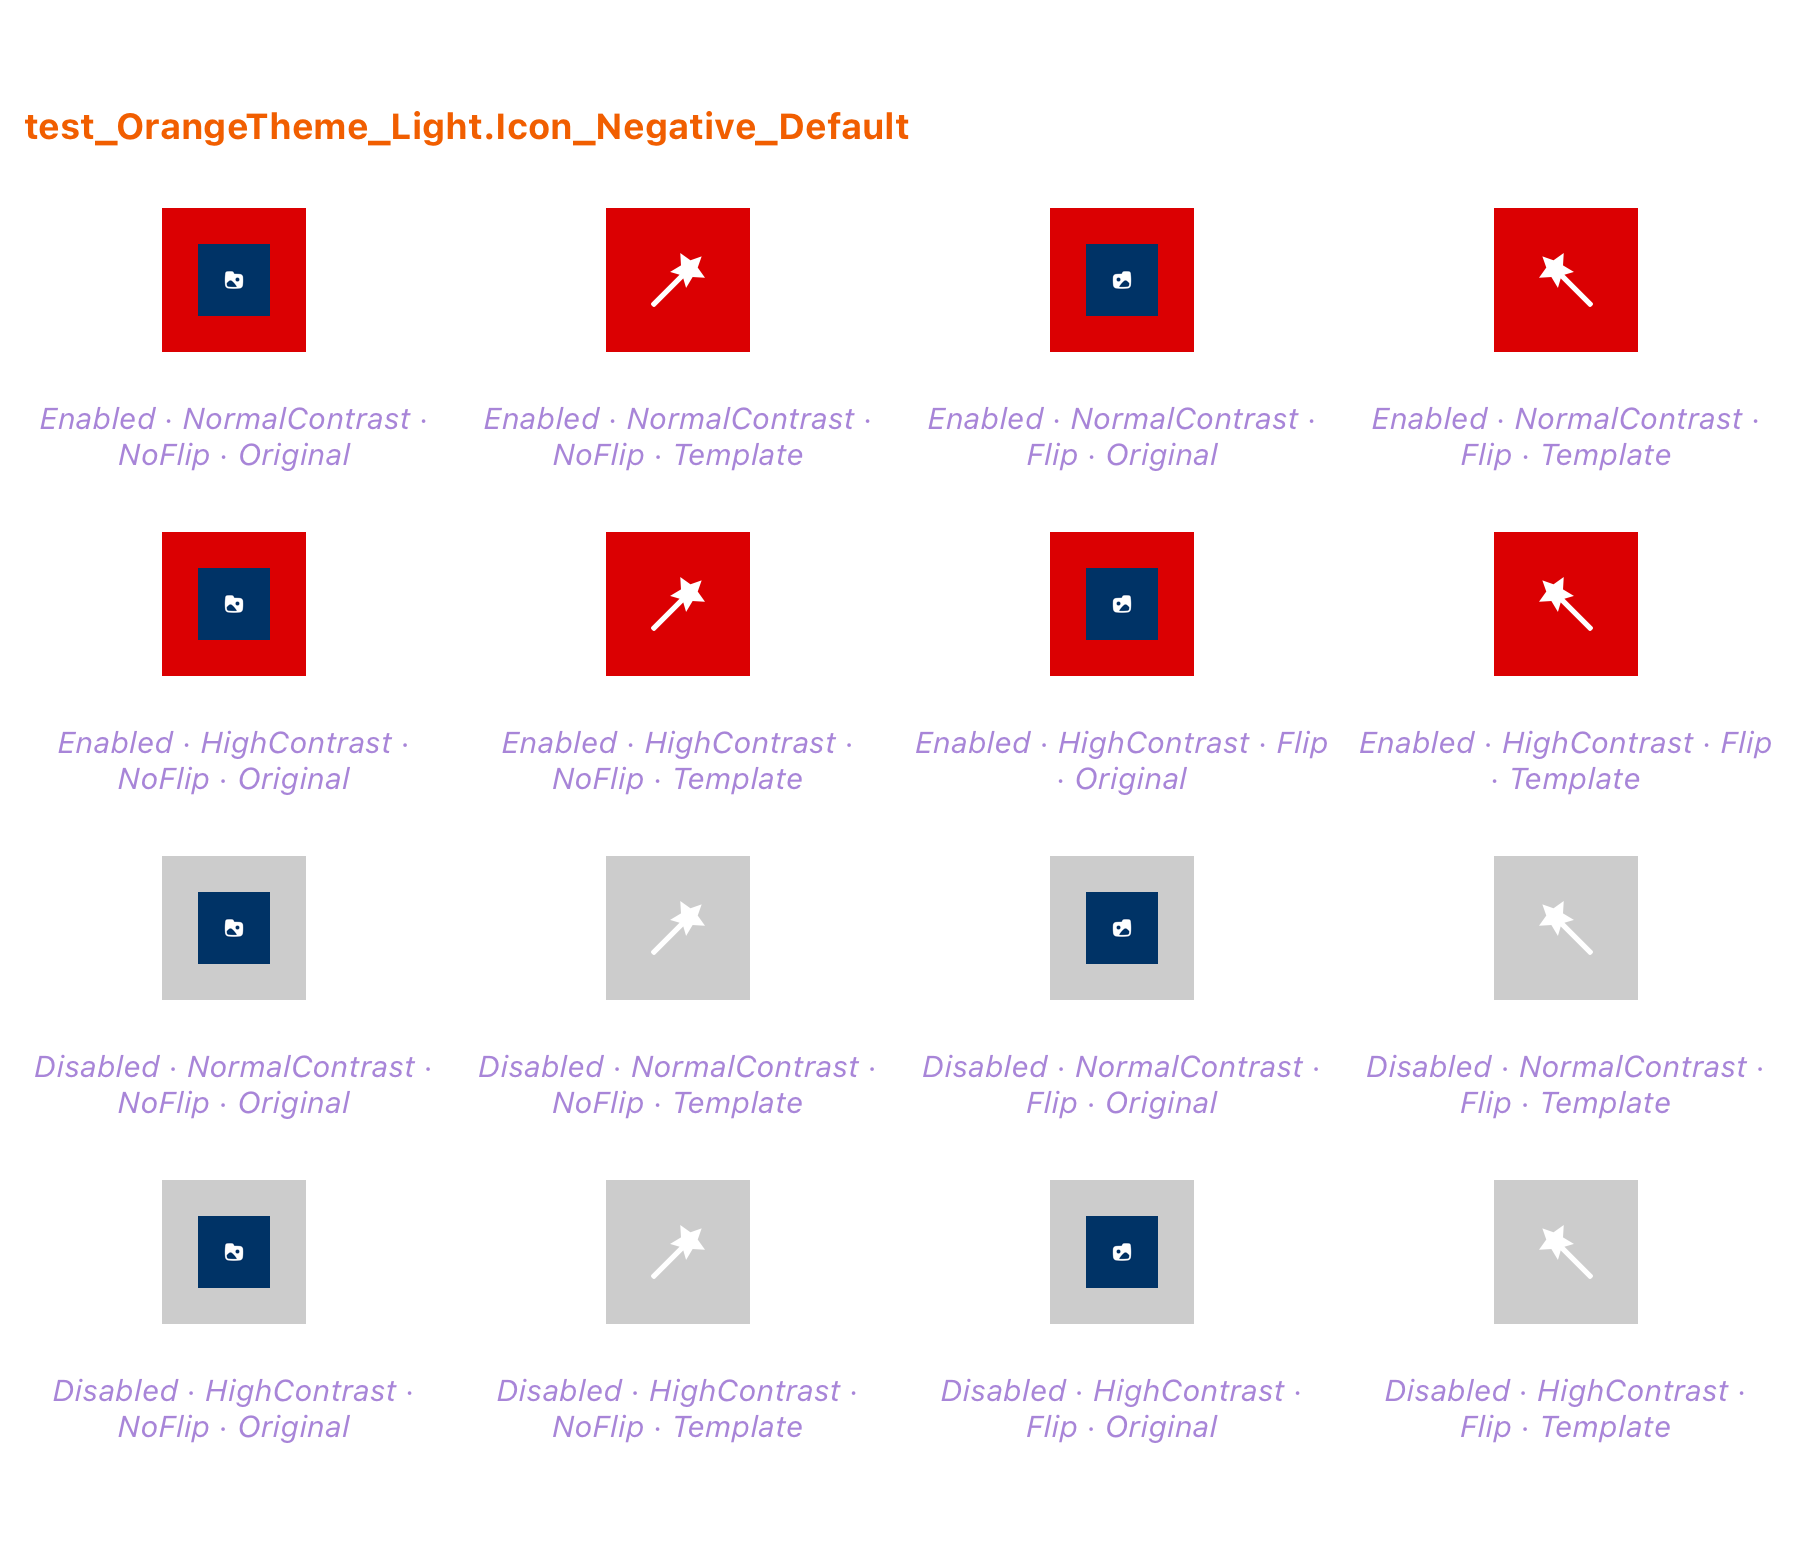 test_OrangeTheme_Light.Icon_Negative_Default
Enabled · NormalContrast ·
NoFlip · Original
Enabled · NormalContrast ·
NoFlip · Template
Enabled · NormalContrast ·
Flip · Original
Enabled · NormalContrast ·
Flip · Template
Enabled · HighContrast ·
NoFlip · Original
Enabled · HighContrast ·
NoFlip · Template
Enabled · HighContrast · Flip
· Original
Enabled · HighContrast · Flip
· Template
Disabled · NormalContrast ·
NoFlip · Original
Disabled · NormalContrast ·
NoFlip · Template
Disabled · NormalContrast ·
Flip · Original
Disabled · NormalContrast ·
Flip · Template
Disabled · HighContrast ·
NoFlip · Original
Disabled · HighContrast ·
NoFlip · Template
Disabled · HighContrast ·
Flip · Original
Disabled · HighContrast ·
Flip · Template